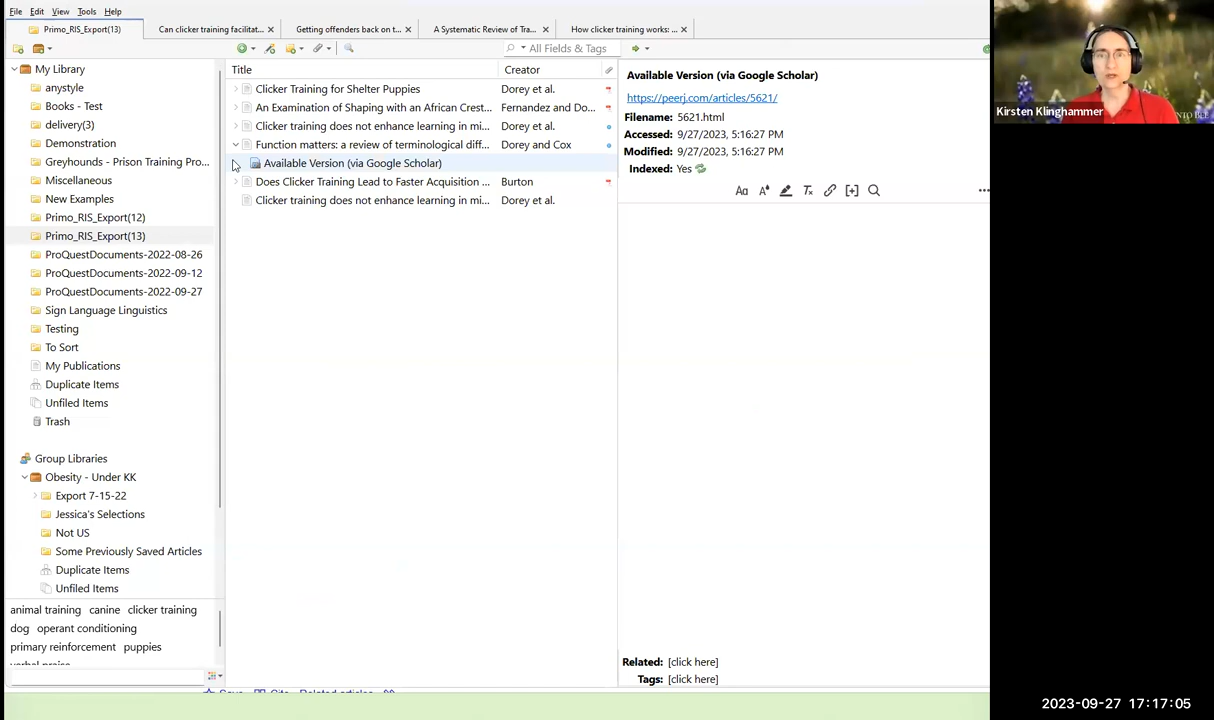 File Edit View Tools Help
Primo_RIS_Export(13)
Can clicker training facilitat...
Getting offenders back on t...
A Systematic Review of Tra...
How clicker training works: ...
All Fields & Tags
My Library
anystyle
Books - Test
delivery(3)
Demonstration
Greyhounds - Prison Training Pro...
Miscellaneous
New Examples
Primo_RIS_Export(12)
Primo_RIS_Export(13)
ProQuestDocuments-2022-08-26
ProQuestDocuments-2022-09-12
ProQuestDocuments-2022-09-27
Sign Language Linguistics
Testing
To Sort
My Publications
Duplicate Items
Unfiled Items
Trash
Group Libraries
Obesity - Under KK
Export 7-15-22
Jessica's Selections
Not US
Some Previously Saved Articles
Duplicate Items
Unfiled Items
animal training canine clicker training
dog operant conditioning
primary reinforcement puppies
verbal praise
Title Creator
Clicker Training for Shelter Puppies Dorey et al.
An Examination of Shaping with an African Crest... Fernandez and Do...
Clicker training does not enhance learning in mi... Dorey et al.
Function matters: a review of terminological diff... Dorey and Cox
Available Version (via Google Scholar)
Does Clicker Training Lead to Faster Acquisition ... Burton
Clicker training does not enhance learning in mi... Dorey et al.
Available Version (via Google Scholar)
https://peerj.com/articles/5621/
Filename: 5621.html
Accessed: 9/27/2023, 5:16:27 PM
Modified: 9/27/2023, 5:16:27 PM
Indexed: Yes
Related: [click here]
Tags: [click here]
Save Cite Related articles
Kirsten Klinghammer
2023-09-27 17:17:05